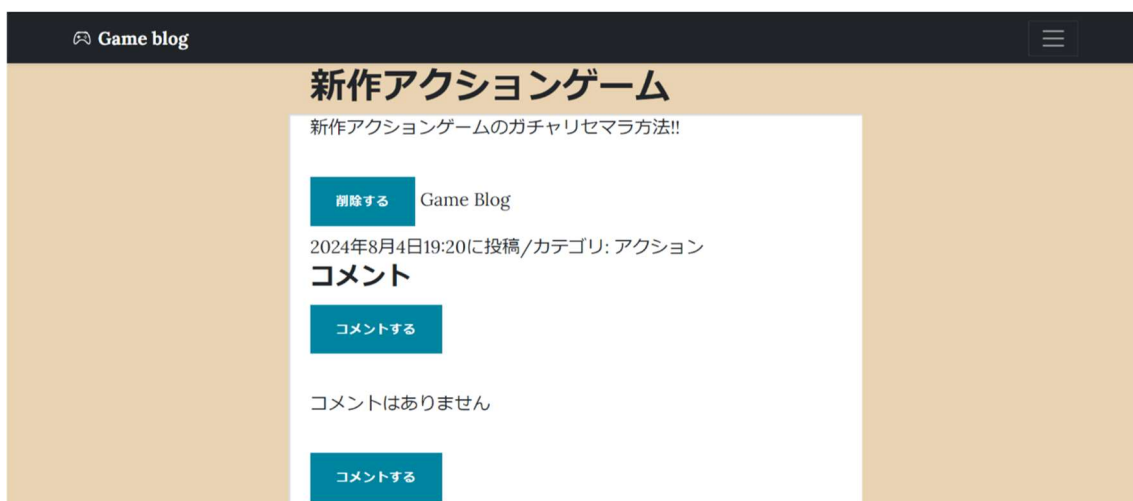 Game blog
新作アクションゲーム
新作アクションゲームのガチャリセマラ方法!!
削除する Game Blog
2024年8月4日19:20に投稿/カテゴリ: アクション
コメント
コメントする
コメントはありません
コメントする